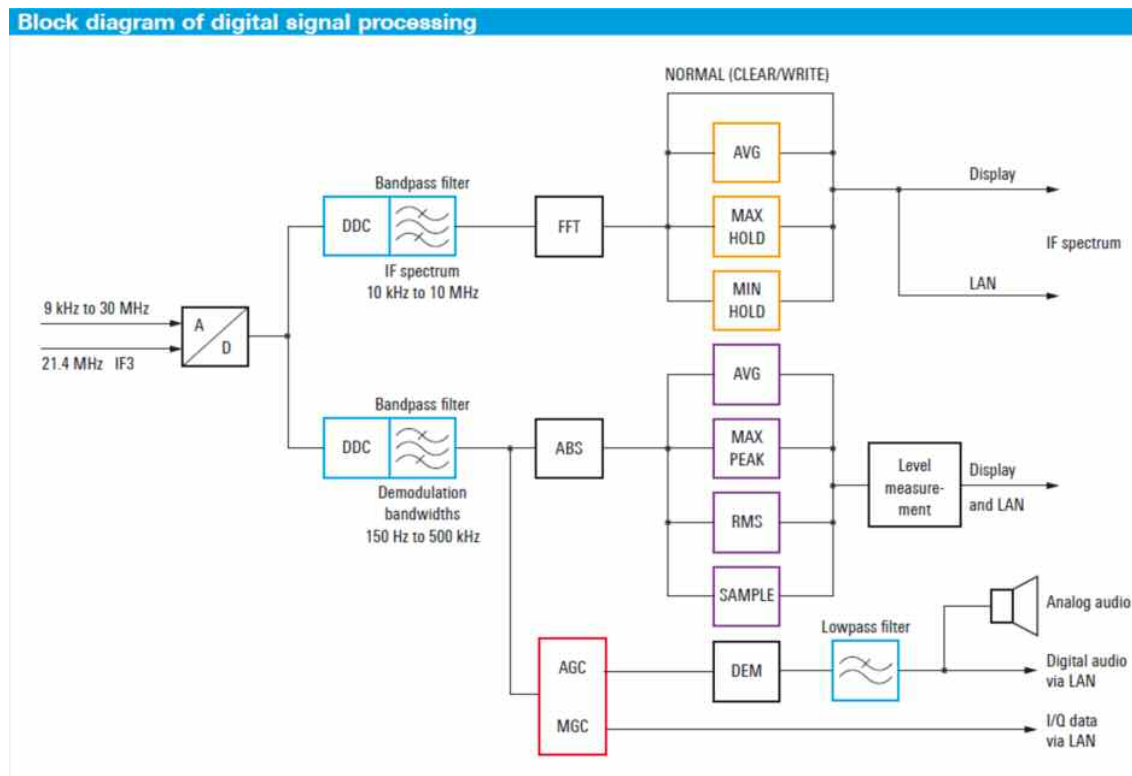 Block diagram of digital signal processing
NORMAL (CLEAR/WRITE)
AVG
Bandpass filter
Display
DDC
FFT
MAX
HOLD
IF spectrum
IF spectrum
10 kHz to 10 MHz
MIN
HOLD
LAN
9 kHz to 30 MHz
A
D
21.4 MHz IF3
AVG
Bandpass filter
DDC
ABS
MAX
PEAK
Level
measure-
ment
Display
and LAN
Demodulation
bandwidths
150 Hz to 500 kHz
RMS
SAMPLE
Analog audio
Lowpass filter
AGC
DEM
Digital audio
via LAN
MGC
I/Q data
via LAN